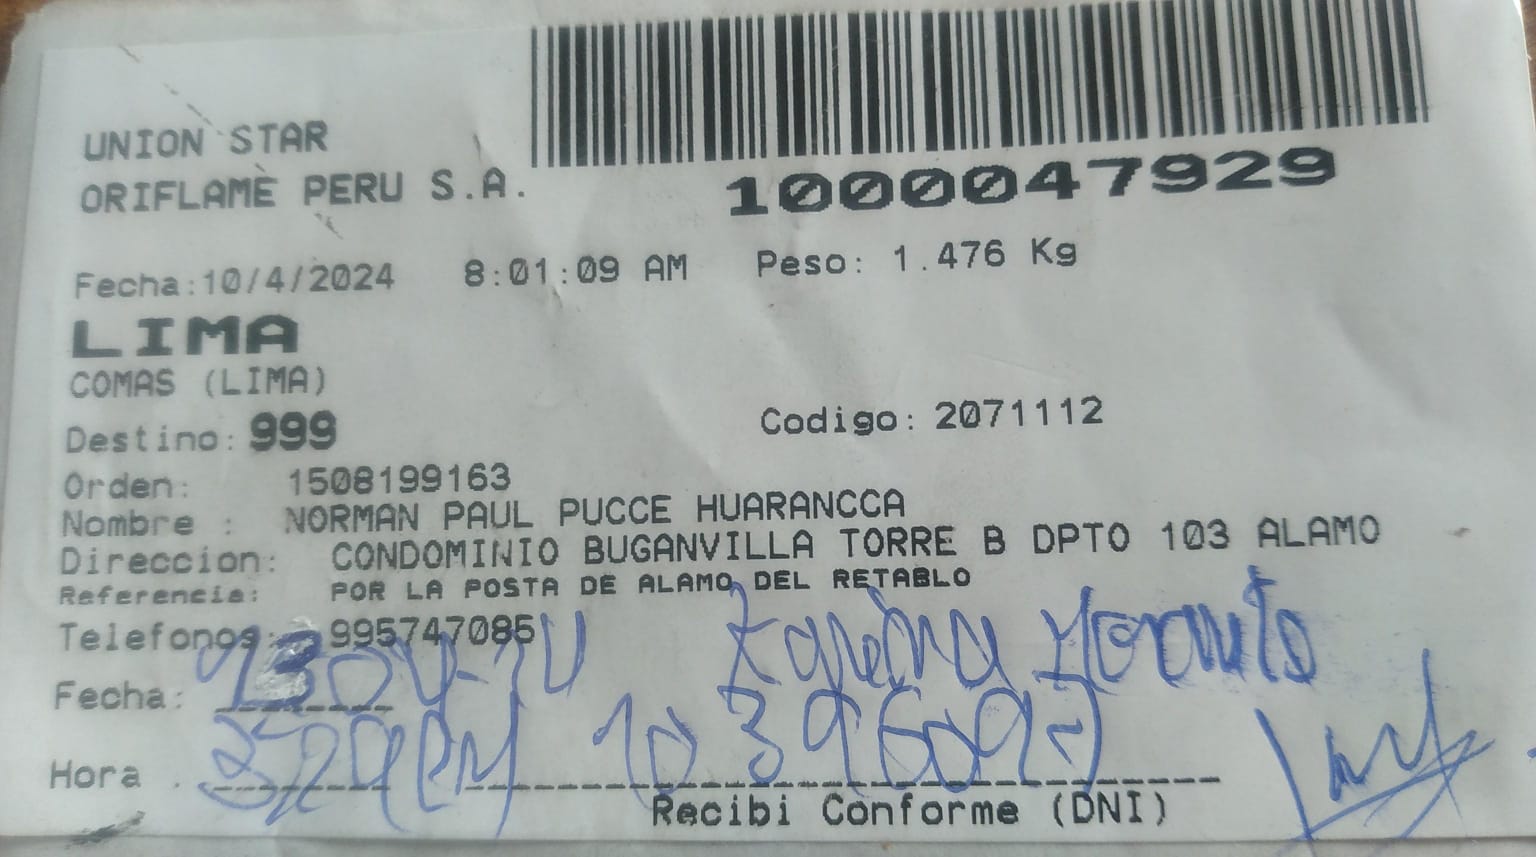 UNION STAR
ORIFLAME PERU S.A.
1000047929
Fecha:10/4/2024 8:01:09 AM Peso: 1.476 Kg
LIMA
COMAS (LIMA)
Destino: 999 Codigo: 2071112
Orden: 1508199163
Nombre : NORMAN PAUL PUCCE HUARANCCA
Direccion: CONDOMINIO BUGANVILLA TORRE B DPTO 103 ALAMO
Referencia: POR LA POSTA DE ALAMO DEL RETABLO
Telefonos: 995747085
Fecha:
Hora :
Recibi Conforme (DNI)